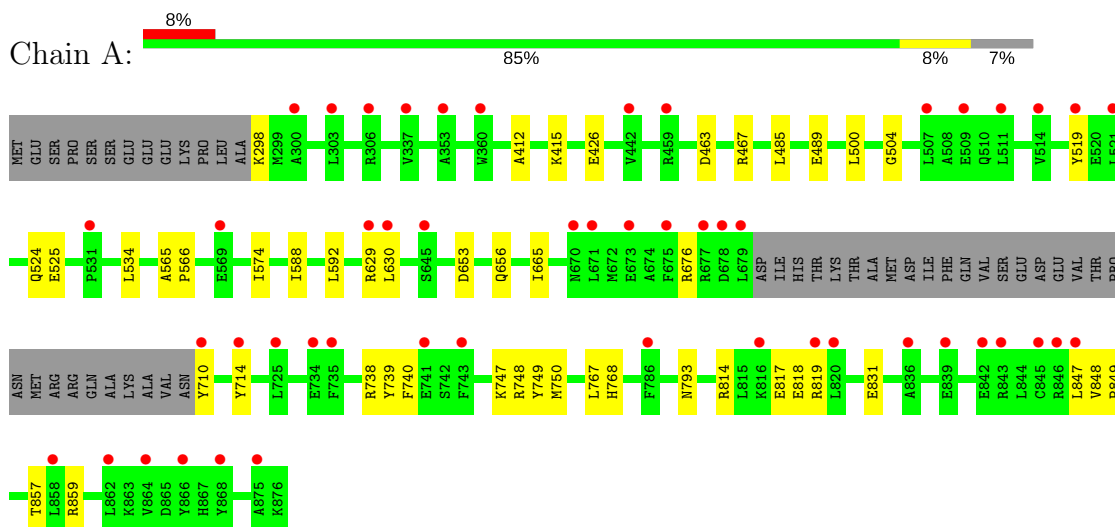 8%
Chain A:
85% 8% 7%
MET GLU SER PRO SER SER GLU GLU GLU LYS PRO LEU ALA K298 M299 A300 L303 R306 V337 A353 W360 A412 K415 E426 V442 R459 D463 R467 L485 E489 L500 G504 L507 A508 E509 Q510 L511 V514 Y519 E520 L521
Q524 E525 P531 L534 A565 P566 E569 I574 I588 L592 R629 L630 S645 D653 Q656 I665 N670 L671 M672 E673 A674 F675 R676 R677 D678 L679 ASP ILE HIS THR LYS THR ALA MET ASP ILE PHE GLN VAL SER GLU ASP GLU VAL THR PRO
ASN MET ARG ARG GLN ALA LYS ALA VAL ASN Y710 Y714 L725 E734 F735 R738 Y739 F740 E741 S742 F743 K747 R748 Y749 M750 L767 H768 F786 N793 R814 L815 K816 E817 E818 R819 L820 E831 A836 E839 E842 R843 L844 C845 R846 L847 V848
T857 L858 R859 L862 K863 V864 D865 Y866 H867 Y868 A875 K876